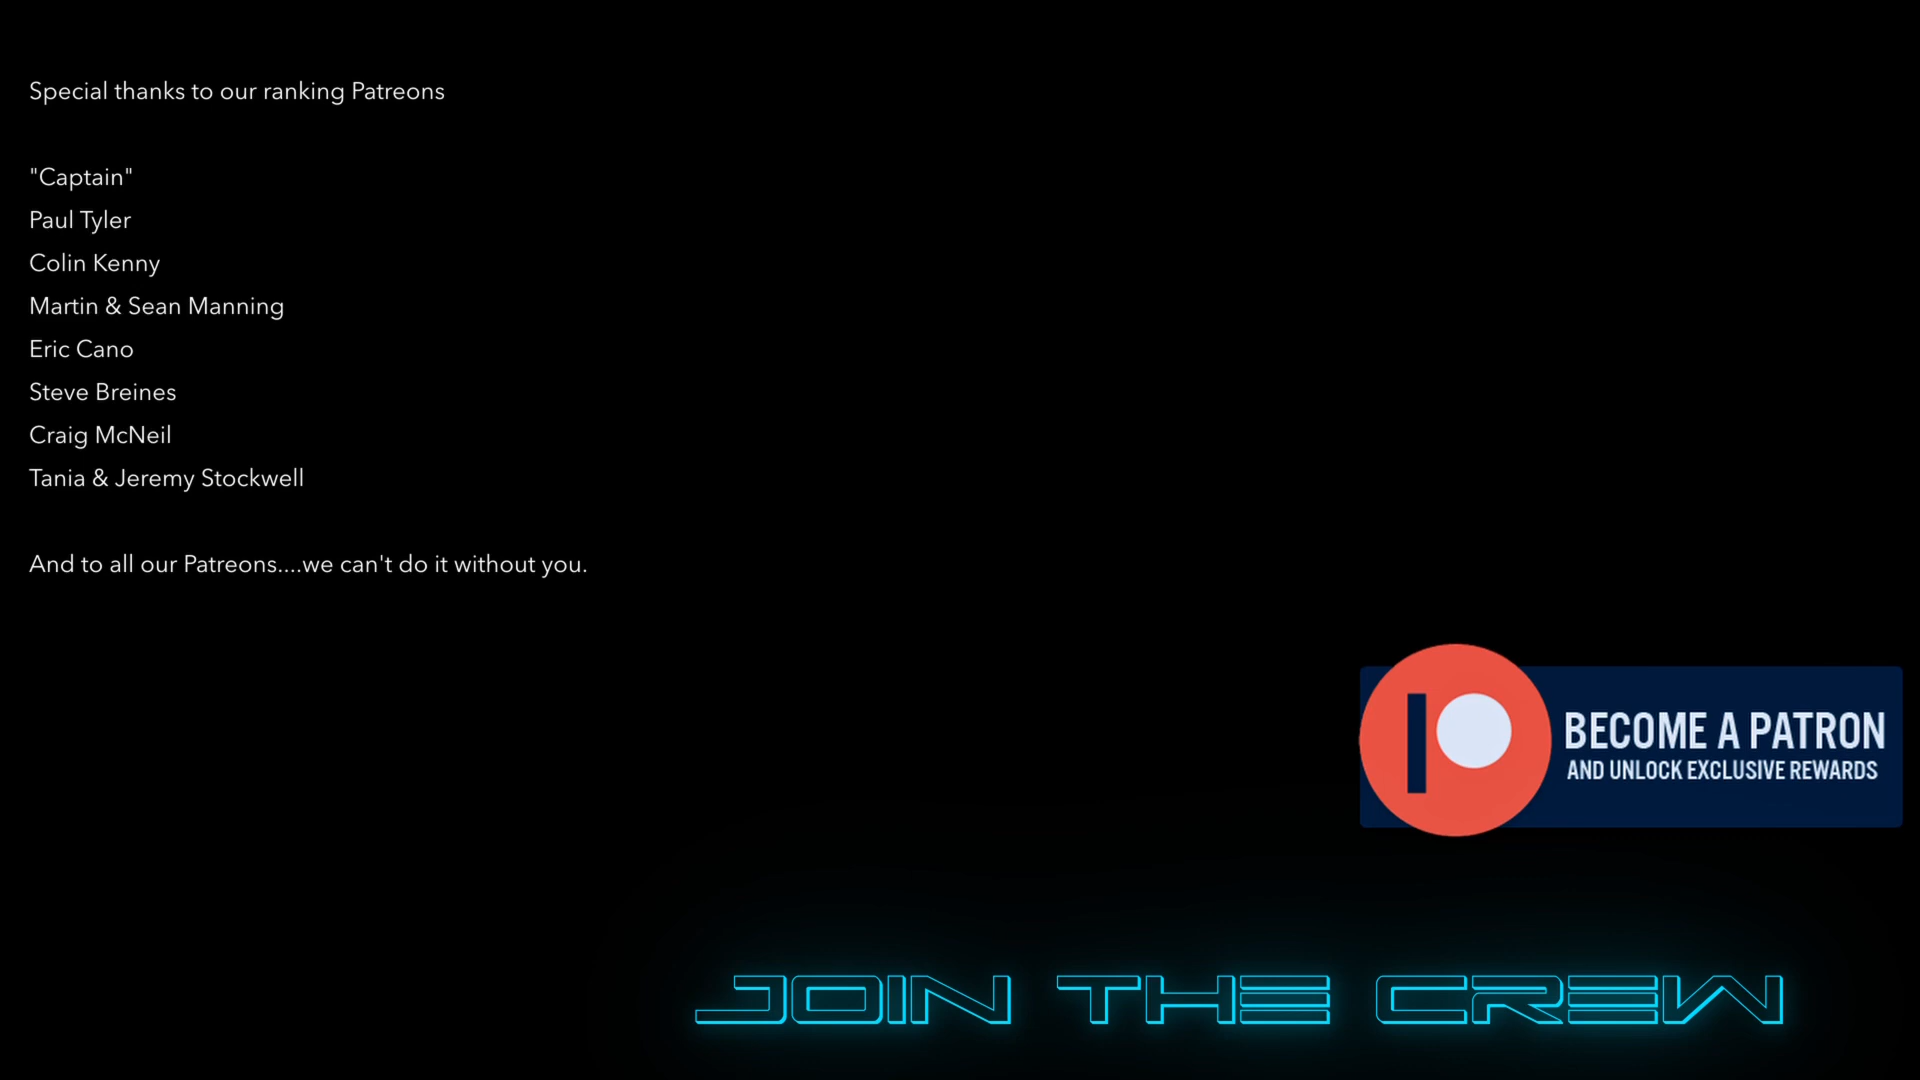 Special thanks to our ranking Patreons
"Captain"
Paul Tyler
Colin Kenny
Martin & Sean Manning
Eric Cano
Steve Breines
Craig McNeil
Tania & Jeremy Stockwell
And to all our Patreons....we can't do it without you.
BECOME A PATRON
AND UNLOCK EXCLUSIVE REWARDS
JOIN THE CREW